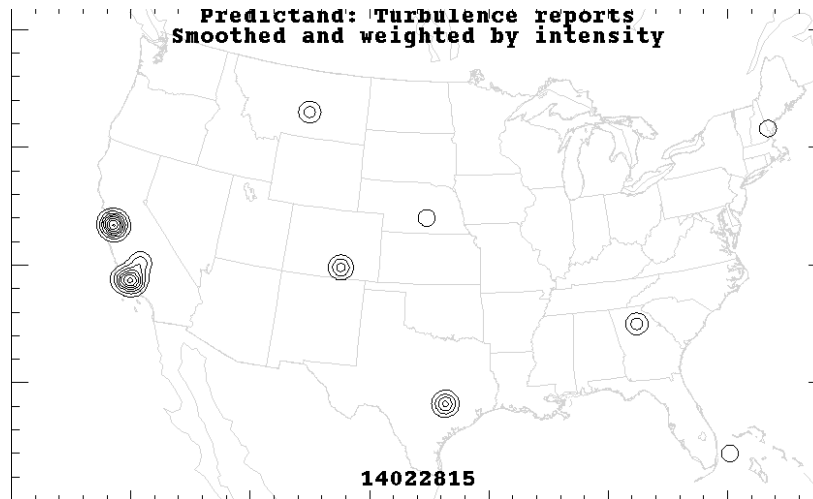 Predictand: Turbulence reports
Smoothed and weighted by intensity
14022815